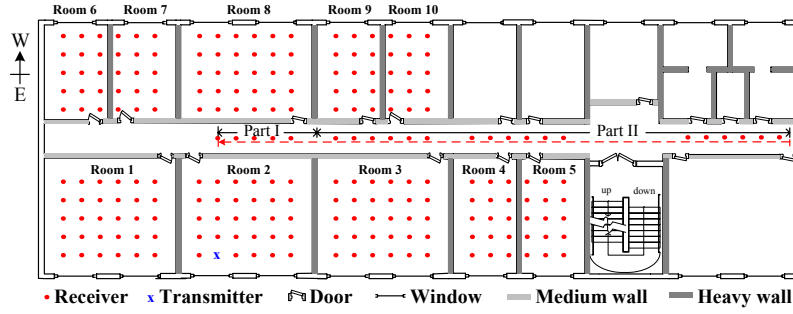 Room 6 Room 7 Room 8 Room 9 Room 10
W
E
Part I Part II
Room 1 Room 2 Room 3 Room 4 Room 5
up down
x
Receiver x Transmitter Door Window Medium wall Heavy wall